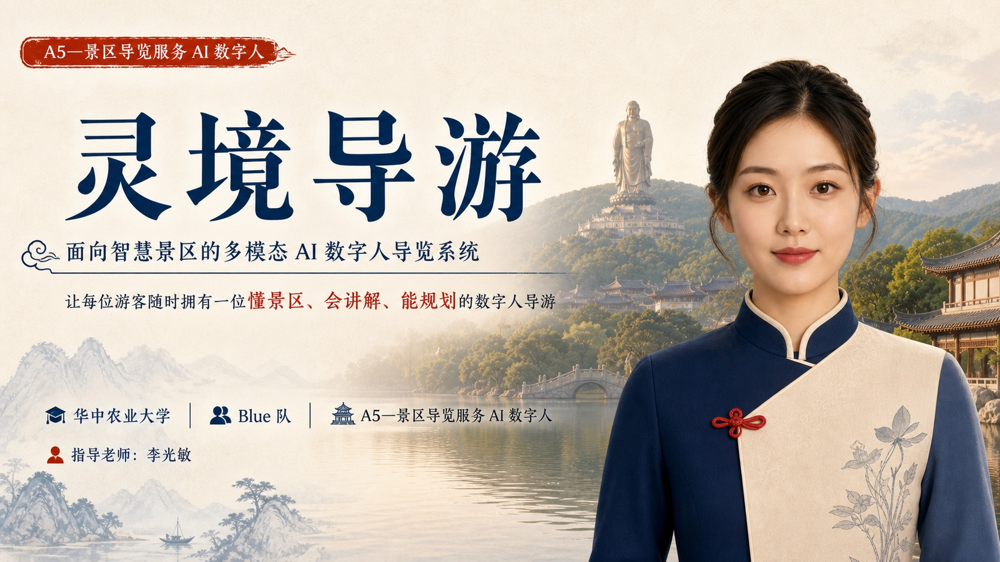 A5—景区导览服务 AI 数字人
灵境导游
面向智慧景区的多模态 AI 数字人导览系统
让每位游客随时拥有一位懂景区、会讲解、能规划的数字人导游
华中农业大学
Blue 队
A5—景区导览服务 AI 数字人
指导老师：李光敏